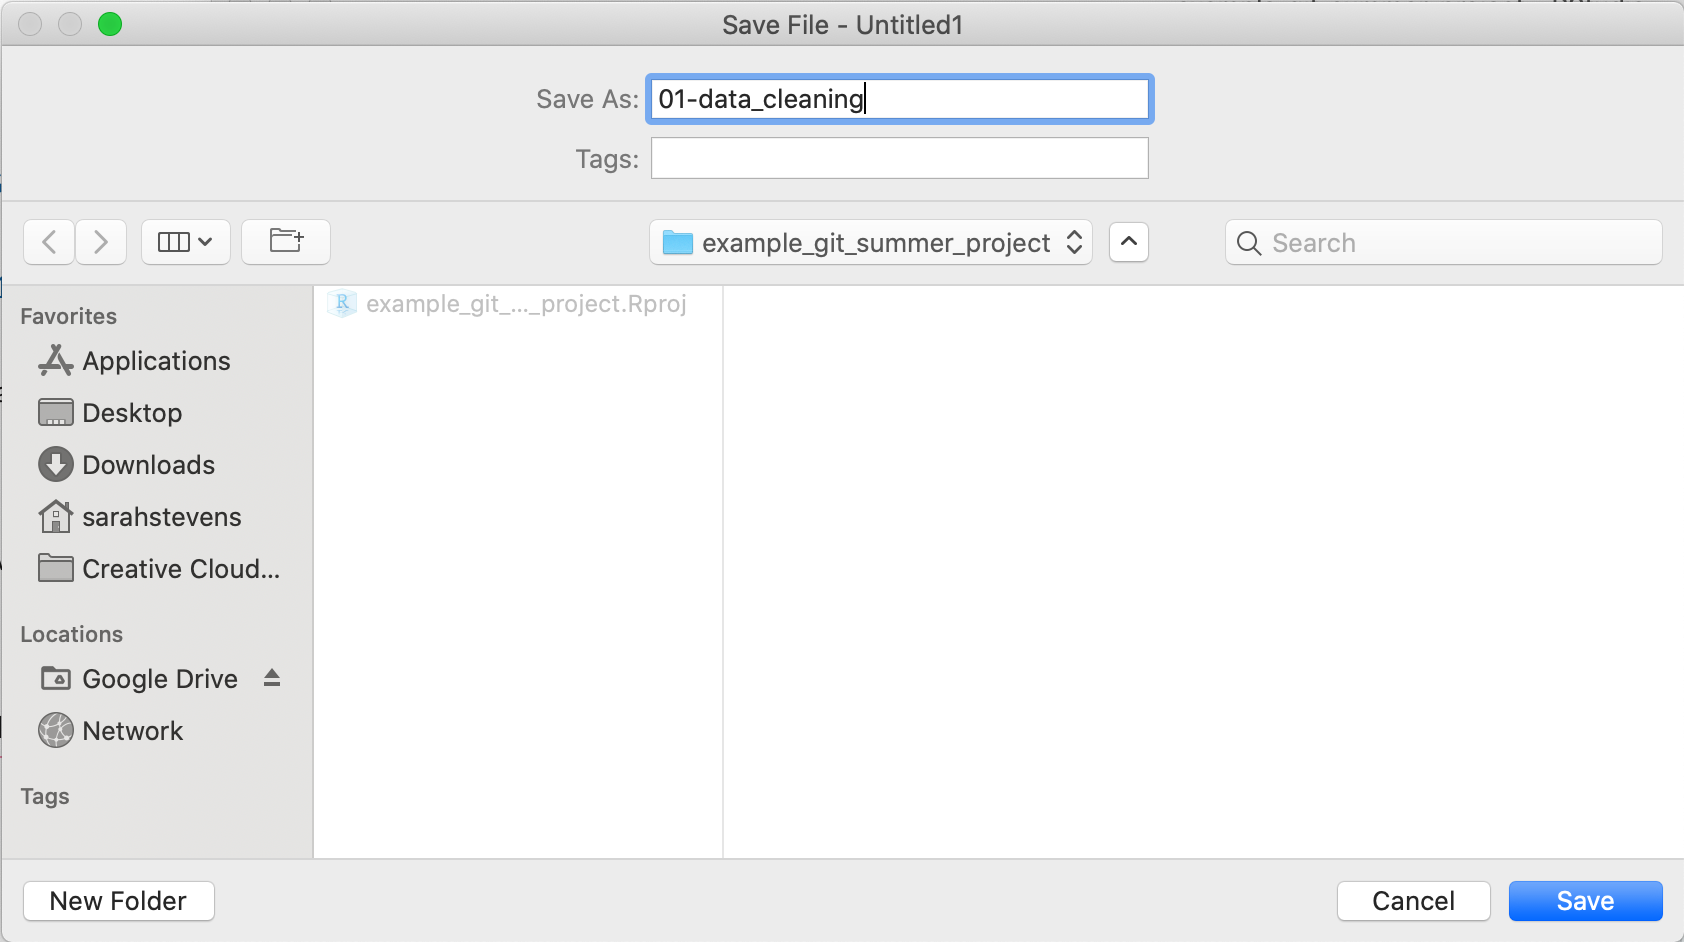 Save File - Untitled1
Save As: 01-data_cleaning
Tags:
example_git_summer_project
Search
Favorites
Applications
Desktop
Downloads
sarahstevens
Creative Cloud...
Locations
Google Drive
Network
Tags
R example_git_..._project.Rproj
New Folder
Cancel
Save